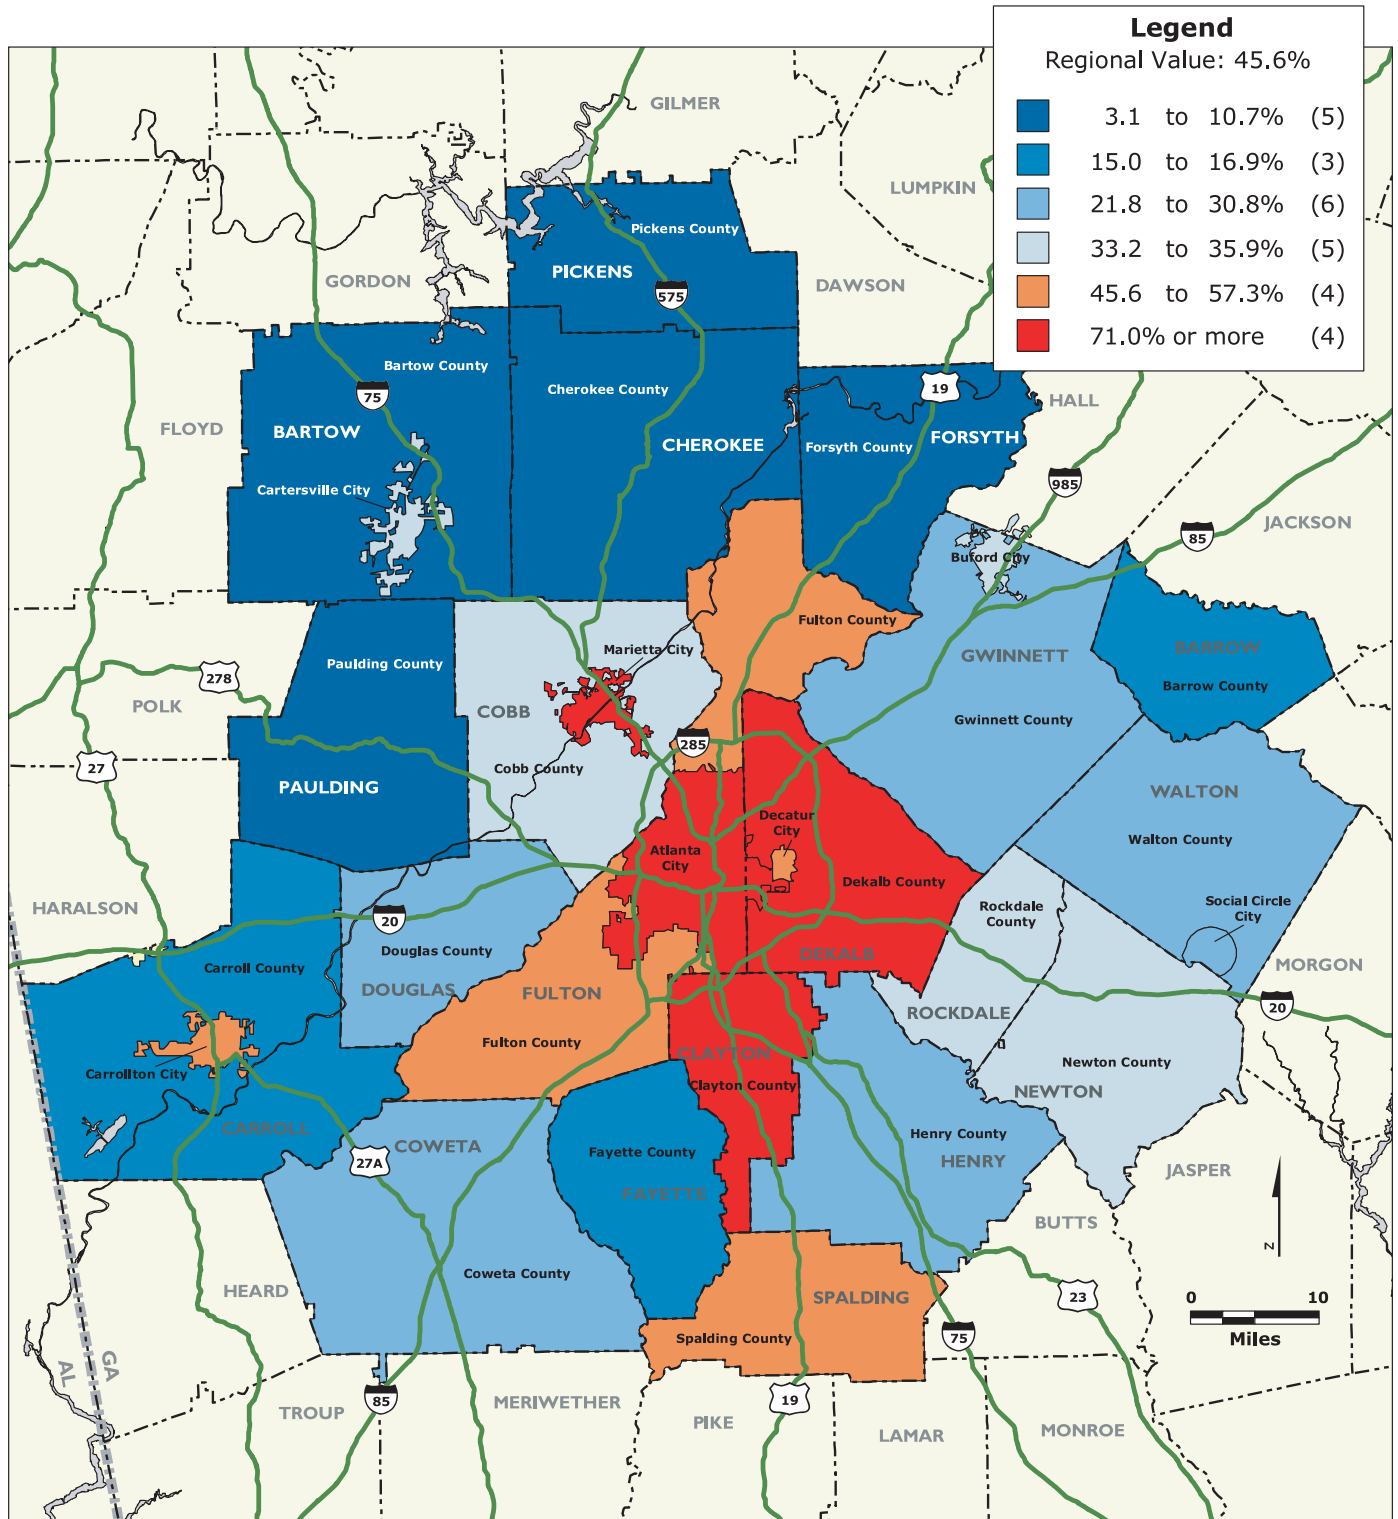 Legend
Regional Value: 45.6%
3.1 to 10.7% (5)
15.0 to 16.9% (3)
21.8 to 30.8% (6)
33.2 to 35.9% (5)
45.6 to 57.3% (4)
71.0% or more (4)
GILMER
LUMPKIN
Pickens County
PICKENS
GORDON
DAWSON
575
Bartow County
Cherokee County
75
19
HALL
FLOYD
BARTOW
CHEROKEE
Forsyth County
FORSYTH
Cartersville City
985
JACKSON
85
Buford City
Fulton County
Marietta City
GWINNETT
BARROW
Paulding County
278
Barrow County
POLK
COBB
Gwinnett County
285
27
Cobb County
PAULDING
WALTON
Decatur
City
Walton County
Atlanta
City
Dekalb County
HARALSON
Rockdale
County
Social Circle
City
20
Douglas County
Carroll County
DEKALB
MORGON
DOUGLAS
FULTON
ROCKDALE
20
Fulton County
CLAYTON
Newton County
Carrollton City
Clayton County
NEWTON
CARROLL
COWETA
Henry County
Fayette County
HENRY
27A
JASPER
FAYETTE
BUTTS
N
Coweta County
HEARD
SPALDING
23
0 10
Miles
Spalding County
75
GA
AL
85
19
TROUP
MERIWETHER
PIKE
LAMAR
MONROE